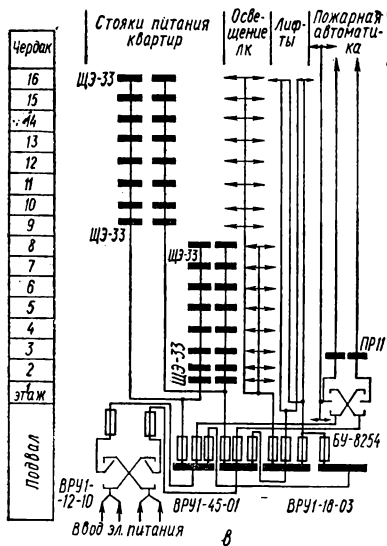 Стояки питания
квартир
Освещение
лк
Лифты
Пожарная
автоматика
Чердак
16
15
14
13
12
11
10
9
8
7
6
5
4
3
2
1
этаж
Подвал
ЩЭ-33
ЩЭ-33
ЩЭ-33
ЩЭ-33
ПР11
БУ-8254
ВРУ1-
-12-10
ВРУ1-45-01
ВРУ1-18-03
Ввод эл. питания
в